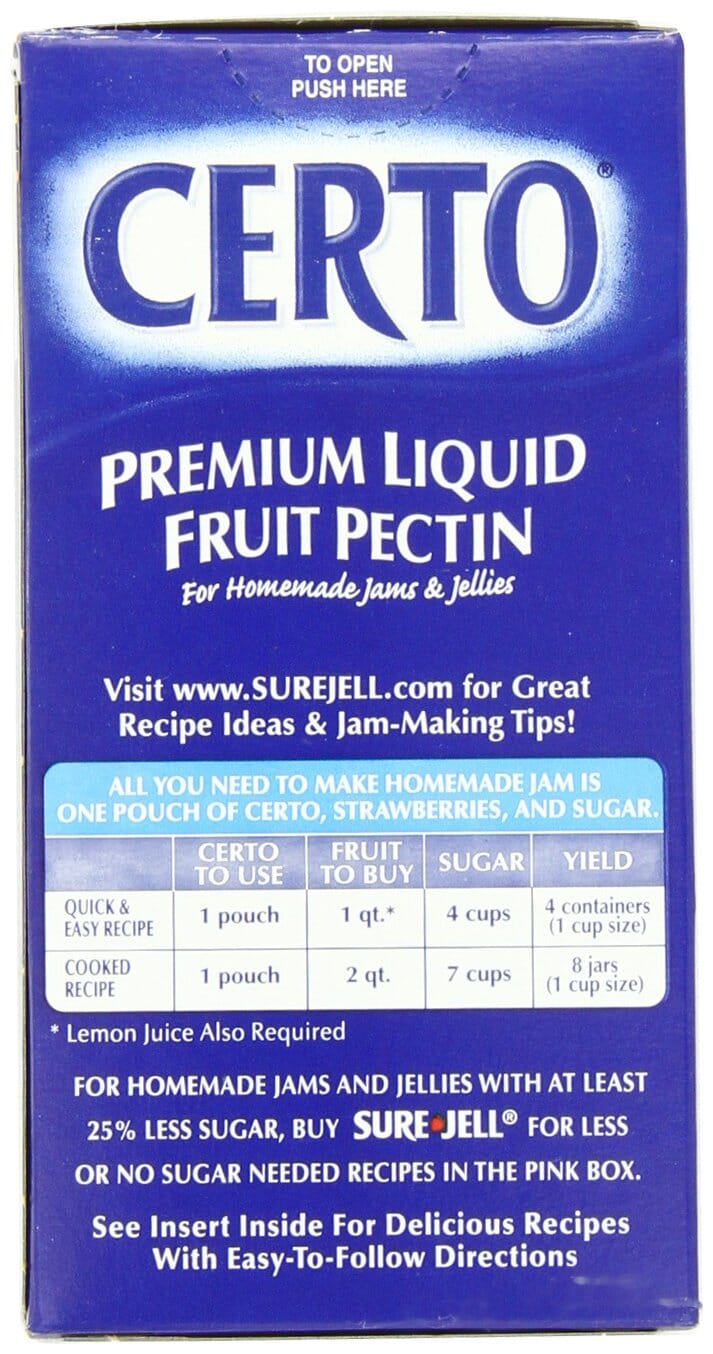 TO OPEN
PUSH HERE
CERTO®
PREMIUM LIQUID
FRUIT PECTIN
For Homemade Jams & Jellies
Visit www.SUREJELL.com for Great
Recipe Ideas & Jam-Making Tips!
ALL YOU NEED TO MAKE HOMEMADE JAM IS
ONE POUCH OF CERTO, STRAWBERRIES, AND SUGAR.
CERTO TO USE FRUIT TO BUY SUGAR YIELD
QUICK & EASY RECIPE 1 pouch 1 qt.* 4 cups 4 containers (1 cup size)
COOKED RECIPE 1 pouch 2 qt. 7 cups 8 jars (1 cup size)
* Lemon Juice Also Required
FOR HOMEMADE JAMS AND JELLIES WITH AT LEAST
25% LESS SUGAR, BUY SURE JELL® FOR LESS
OR NO SUGAR NEEDED RECIPES IN THE PINK BOX.
See Insert Inside For Delicious Recipes
With Easy-To-Follow Directions